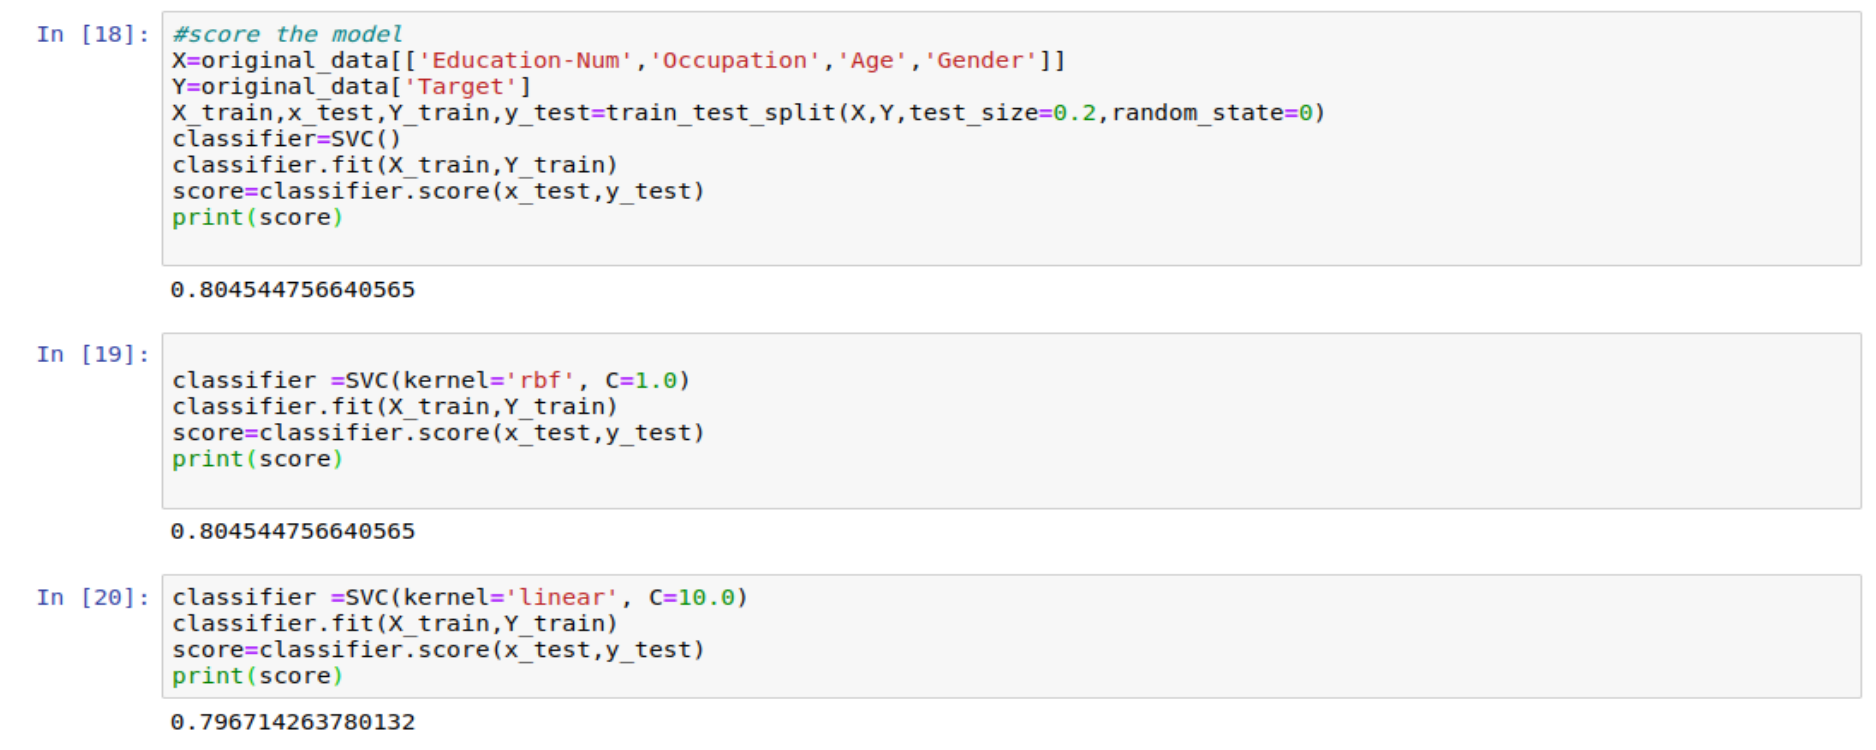 In [18]: #score the model
X=original_data[['Education-Num','Occupation','Age','Gender']]
Y=original_data['Target']
X_train,x_test,Y_train,y_test=train_test_split(X,Y,test_size=0.2,random_state=0)
classifier=SVC()
classifier.fit(X_train,Y_train)
score=classifier.score(x_test,y_test)
print(score)
0.804544756640565
In [19]:
classifier =SVC(kernel='rbf', C=1.0)
classifier.fit(X_train,Y_train)
score=classifier.score(x_test,y_test)
print(score)
0.804544756640565
In [20]: classifier =SVC(kernel='linear', C=10.0)
classifier.fit(X_train,Y_train)
score=classifier.score(x_test,y_test)
print(score)
0.796714263780132